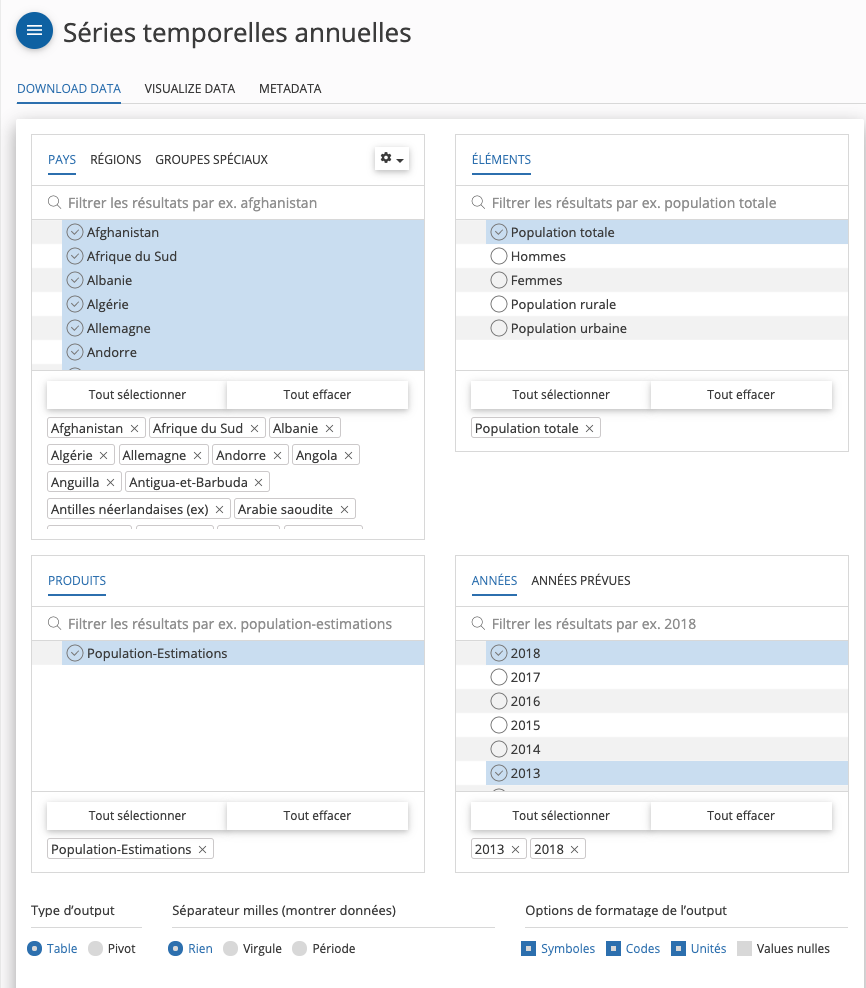 Séries temporelles annuelles
DOWNLOAD DATA VISUALIZE DATA METADATA
PAYS RÉGIONS GROUPES SPÉCIAUX
Filtrer les résultats par ex. afghanistan
Afghanistan
Afrique du Sud
Albanie
Algérie
Allemagne
Andorre
Tout sélectionner Tout effacer
Afghanistan × Afrique du Sud × Albanie ×
Algérie × Allemagne × Andorre × Angola ×
Anguilla × Antigua-et-Barbuda ×
Antilles néerlandaises (ex) × Arabie saoudite ×
ÉLÉMENTS
Filtrer les résultats par ex. population totale
Population totale
Hommes
Femmes
Population rurale
Population urbaine
Tout sélectionner Tout effacer
Population totale ×
PRODUITS
Filtrer les résultats par ex. population-estimations
Population-Estimations
Tout sélectionner Tout effacer
Population-Estimations ×
ANNÉES ANNÉES PRÉVUES
Filtrer les résultats par ex. 2018
2018
2017
2016
2015
2014
2013
Tout sélectionner Tout effacer
2013 × 2018 ×
Type d’output
Table Pivot
Séparateur milles (montrer données)
Rien Virgule Période
Options de formatage de l’output
Symboles Codes Unités Values nulles